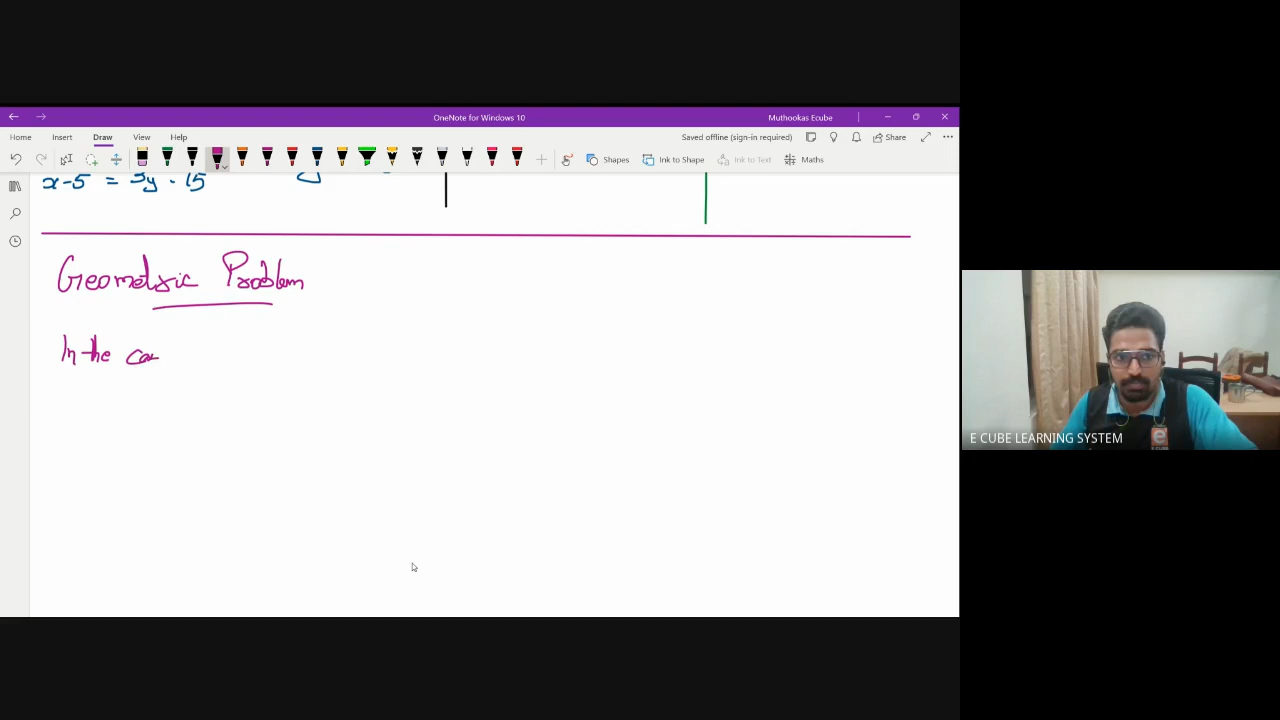 OneNote for Windows 10
Muthookas Ecube
Home Insert Draw View Help
Saved offline (sign-in required)
Share
Shapes Ink to Shape Ink to Text Maths
x-5 = 3y-15
Geometric Problem
In the ca
E CUBE LEARNING SYSTEM